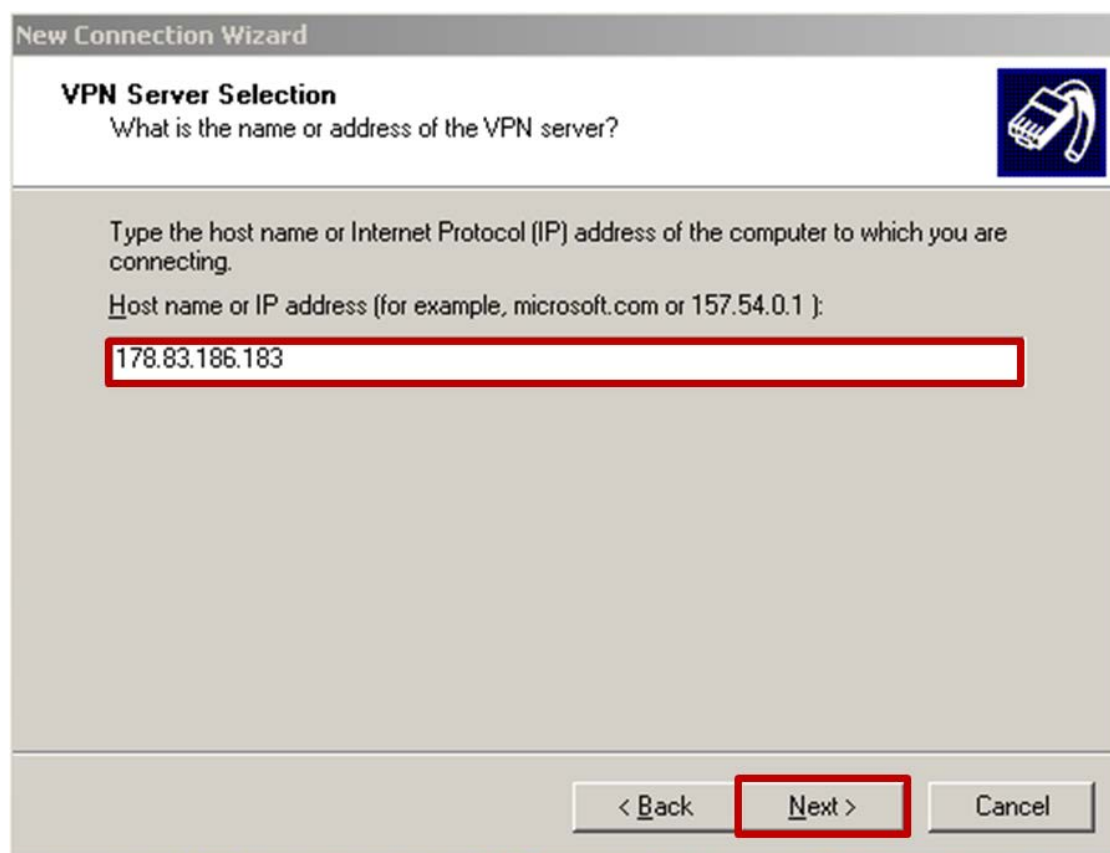 New Connection Wizard
VPN Server Selection
What is the name or address of the VPN server?
Type the host name or Internet Protocol (IP) address of the computer to which you are
connecting.
Host name or IP address (for example, microsoft.com or 157.54.0.1 ):
178.83.186.183
< Back Next > Cancel